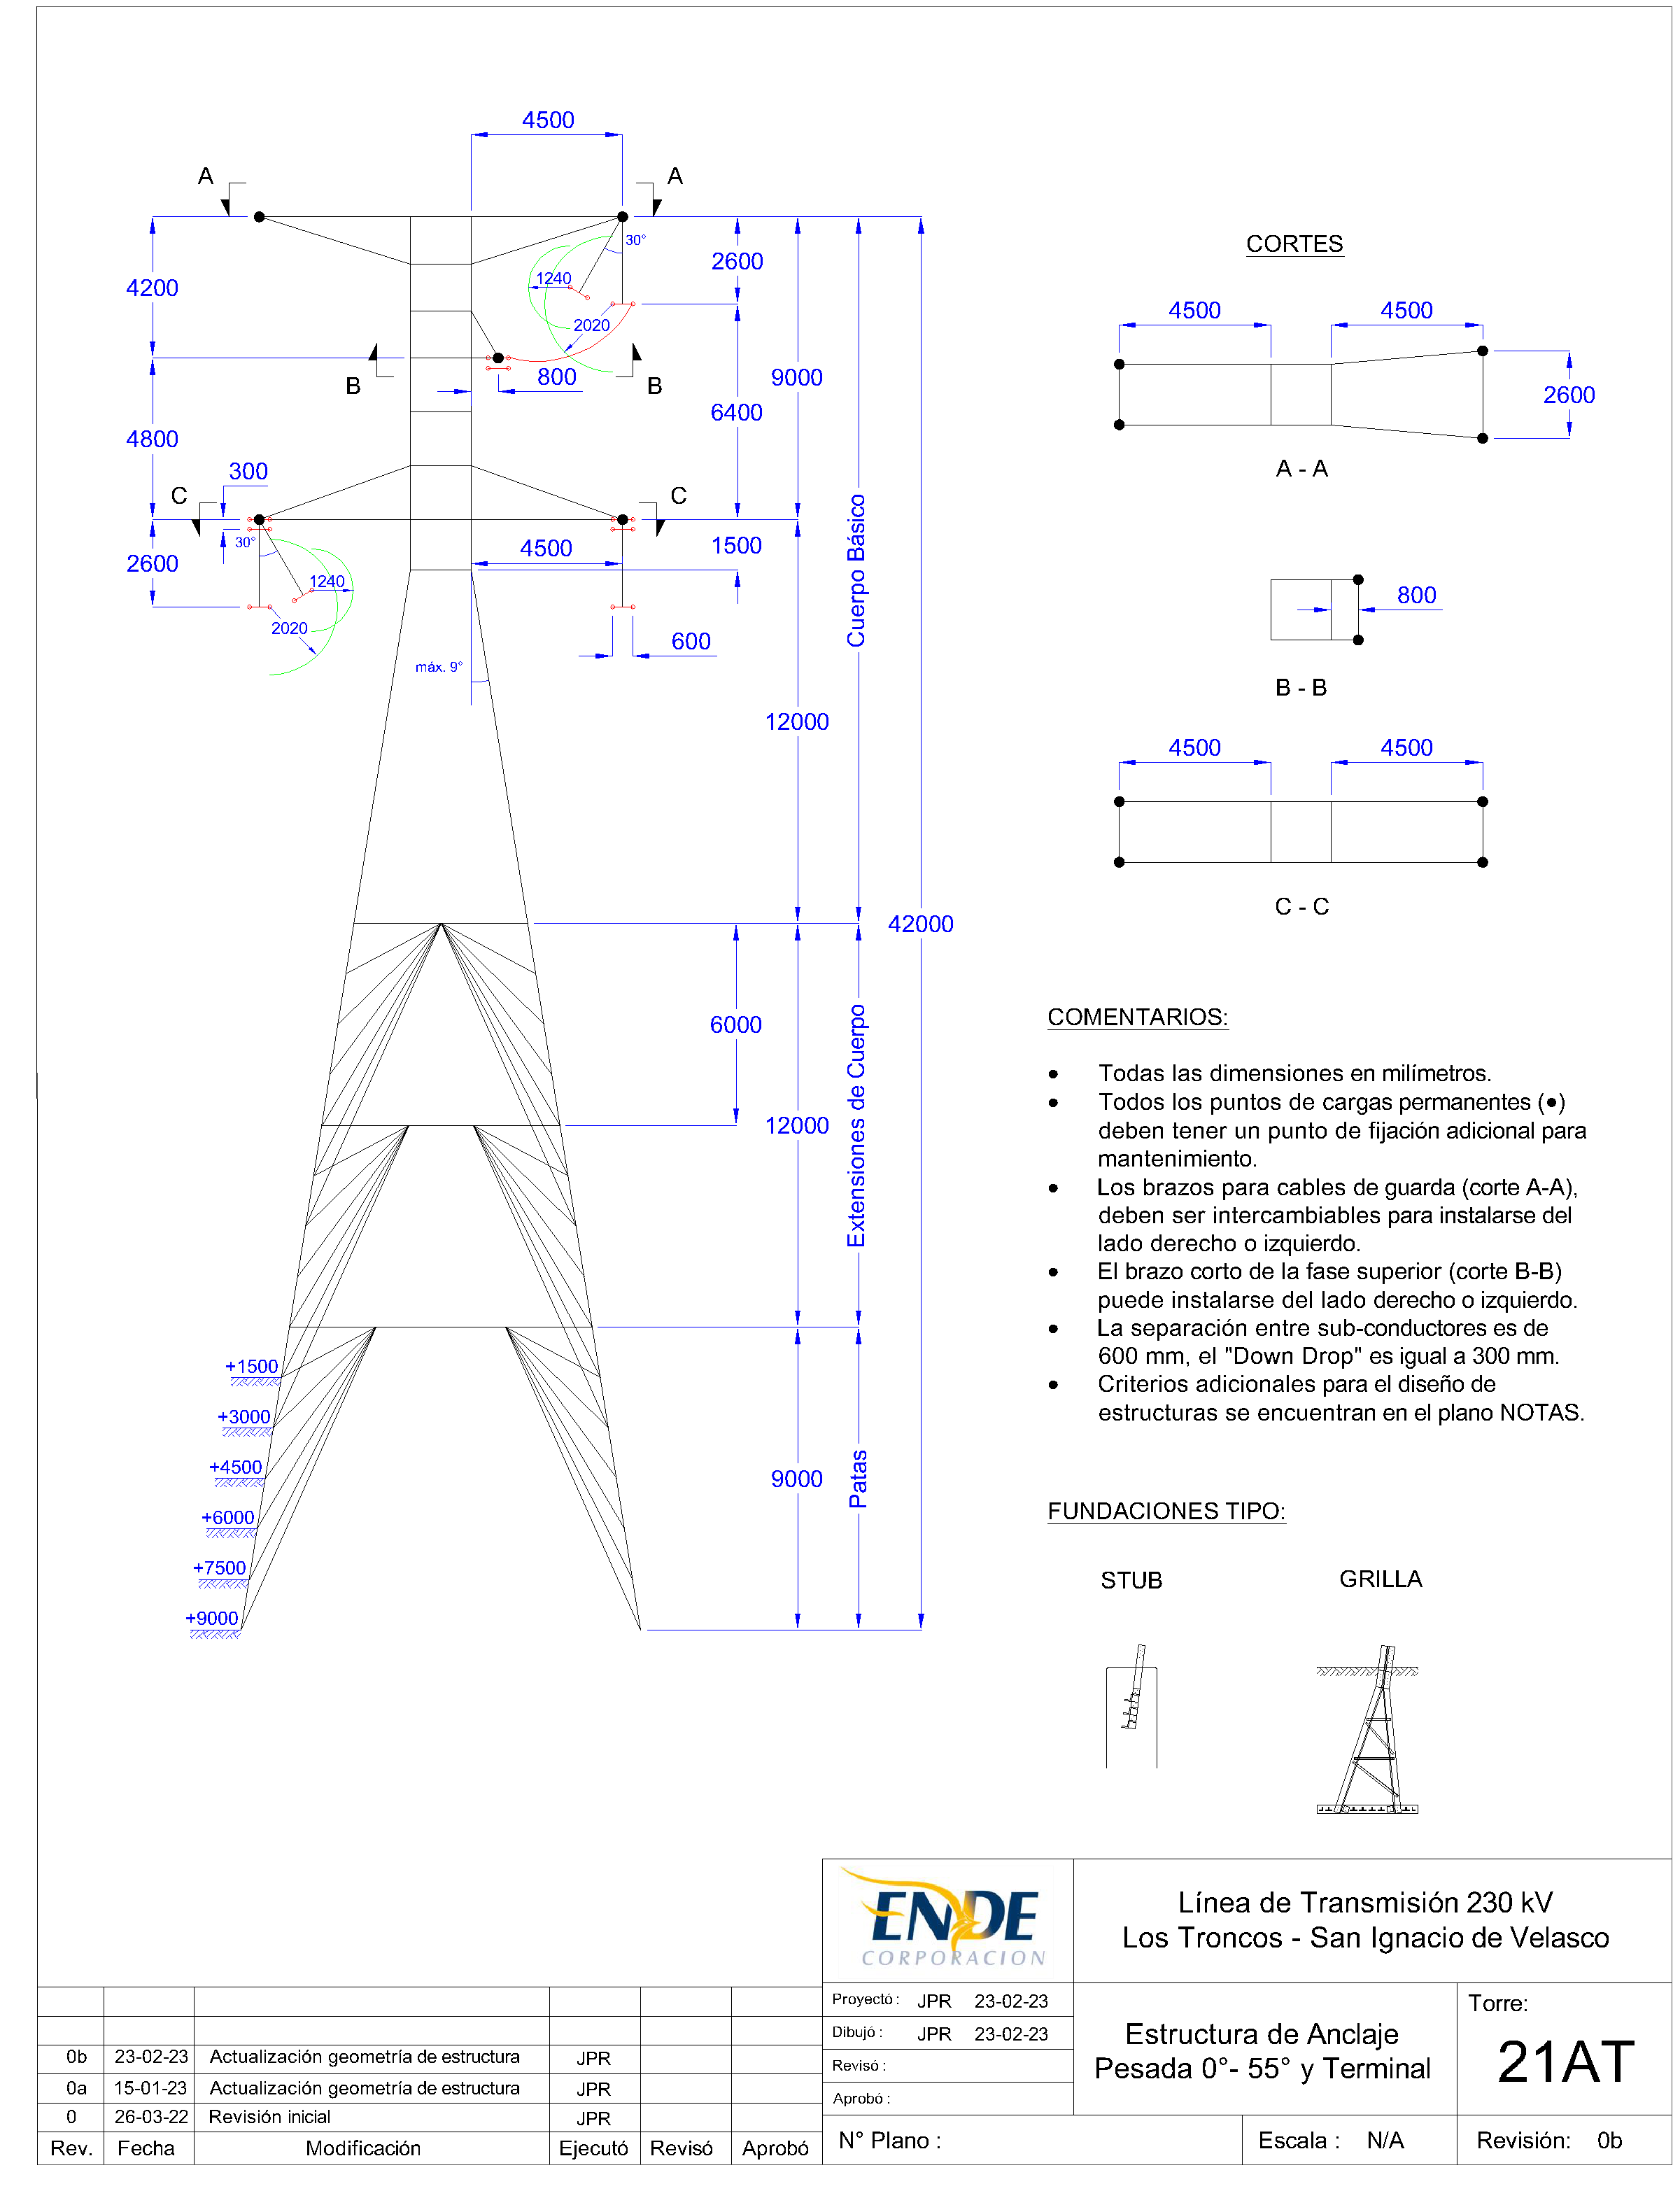 4500
A
A
30°
1240
2020
2600
4200
B
B
800
9000
6400
4800
300
C
C
30°
4500
1500
2600
1240
2020
600
máx. 9°
Cuerpo Básico
12000
42000
6000
Extensiones de Cuerpo
12000
+1500
+3000
+4500
+6000
+7500
+9000
9000
Patas
CORTES
4500
4500
2600
A - A
800
B - B
4500
4500
C - C
COMENTARIOS:
● Todas las dimensiones en milímetros.
● Todos los puntos de cargas permanentes (●)
deben tener un punto de fijación adicional para
mantenimiento.
● Los brazos para cables de guarda (corte A-A),
deben ser intercambiables para instalarse del
lado derecho o izquierdo.
● El brazo corto de la fase superior (corte B-B)
puede instalarse del lado derecho o izquierdo.
● La separación entre sub-conductores es de
600 mm, el "Down Drop" es igual a 300 mm.
● Criterios adicionales para el diseño de
estructuras se encuentran en el plano NOTAS.
FUNDACIONES TIPO:
STUB
GRILLA
ENDE
CORPORACION
Línea de Transmisión 230 kV
Los Troncos - San Ignacio de Velasco
Proyectó : JPR 23-02-23
Dibujó : JPR 23-02-23
Revisó :
Aprobó :
Estructura de Anclaje
Pesada 0°- 55° y Terminal
Torre:
21AT
N° Plano :
Escala : N/A
Revisión: 0b
0b 23-02-23 Actualización geometría de estructura JPR
0a 15-01-23 Actualización geometría de estructura JPR
0 26-03-22 Revisión inicial JPR
Rev. Fecha Modificación Ejecutó Revisó Aprobó